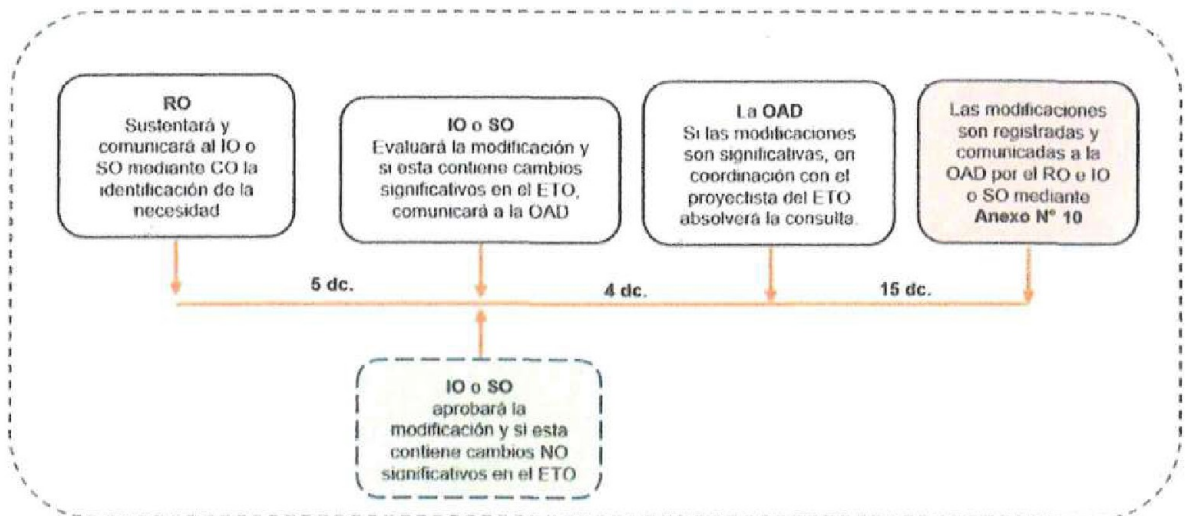 RO
Sustentará y
comunicará al IO o
SO mediante CO la
identificación de la
necesidad
IO o SO
Evaluará la modificación y
si esta contiene cambios
significativos en el ETO,
comunicará a la OAD
La OAD
Si las modificaciones
son significativas, en
coordinación con el
proyectista del ETO
absolverá la consulta.
Las modificaciones
son registradas y
comunicadas a la
OAD por el RO e IO
o SO mediante
Anexo N° 10
5 dc.
4 dc.
15 dc.
IO o SO
aprobará la
modificación y si esta
contiene cambios NO
significativos en el ETO